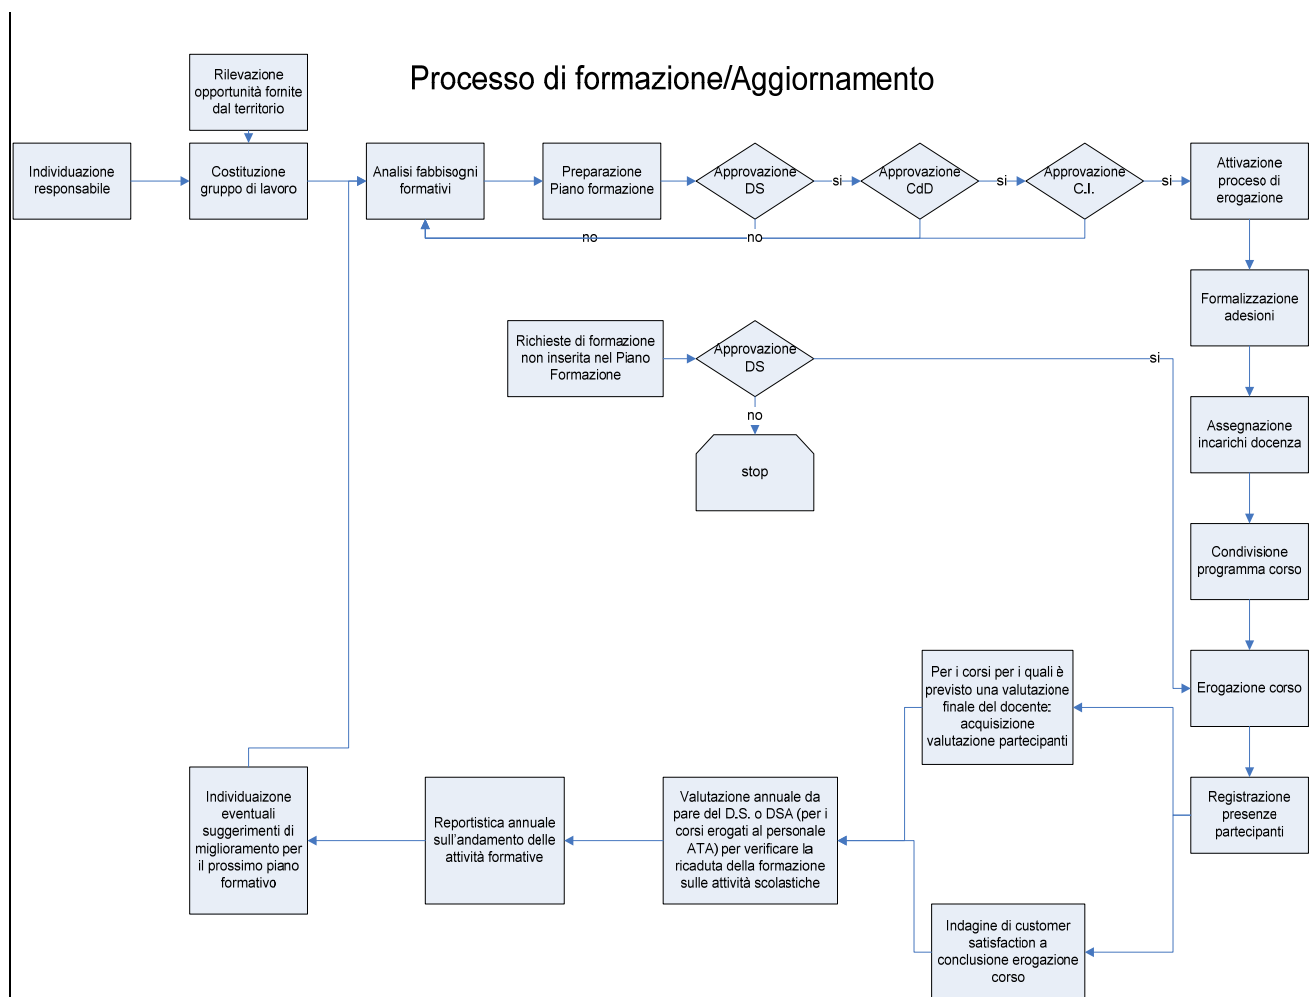 Processo di formazione/Aggiornamento
Rilevazione
opportunità fornite
dal territorio
Individuazione
responsabile
Costituzione
gruppo di lavoro
Analisi fabbisogni
formativi
Preparazione
Piano formazione
Approvazione
DS
si
Approvazione
CdD
si
Approvazione
C.I.
si
Attivazione
proceso di
erogazione
no
no
Formalizzazione
adesioni
Richieste di formazione
non inserita nel Piano
Formazione
Approvazione
DS
si
no
stop
Assegnazione
incarichi docenza
Condivisione
programma corso
Erogazione corso
Per i corsi per i quali è
previsto una valutazione
finale del docente:
acquisizione
valutazione partecipanti
Registrazione
presenze
partecipanti
Individuaizone
eventuali
suggerimenti di
miglioramento per
il prossimo piano
formativo
Reportistica annuale
sull'andamento delle
attività formative
Valutazione annuale da
pare del D.S. o DSA (per i
corsi erogati al personale
ATA) per verificare la
ricaduta della formazione
sulle attività scolastiche
Indagine di customer
satisfaction a
conclusione erogazione
corso